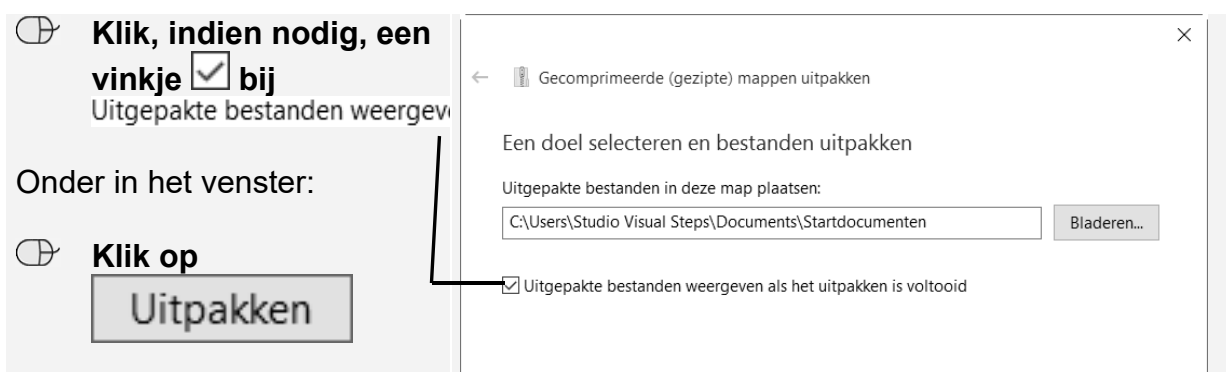 Klik, indien nodig, een
vinkje bij
Uitgepakte bestanden weergev
Onder in het venster:
Klik op
Uitpakken
Gecomprimeerde (gezipte) mappen uitpakken
Een doel selecteren en bestanden uitpakken
Uitgepakte bestanden in deze map plaatsen:
C:\Users\Studio Visual Steps\Documents\Startdocumenten
Bladeren...
Uitgepakte bestanden weergeven als het uitpakken is voltooid